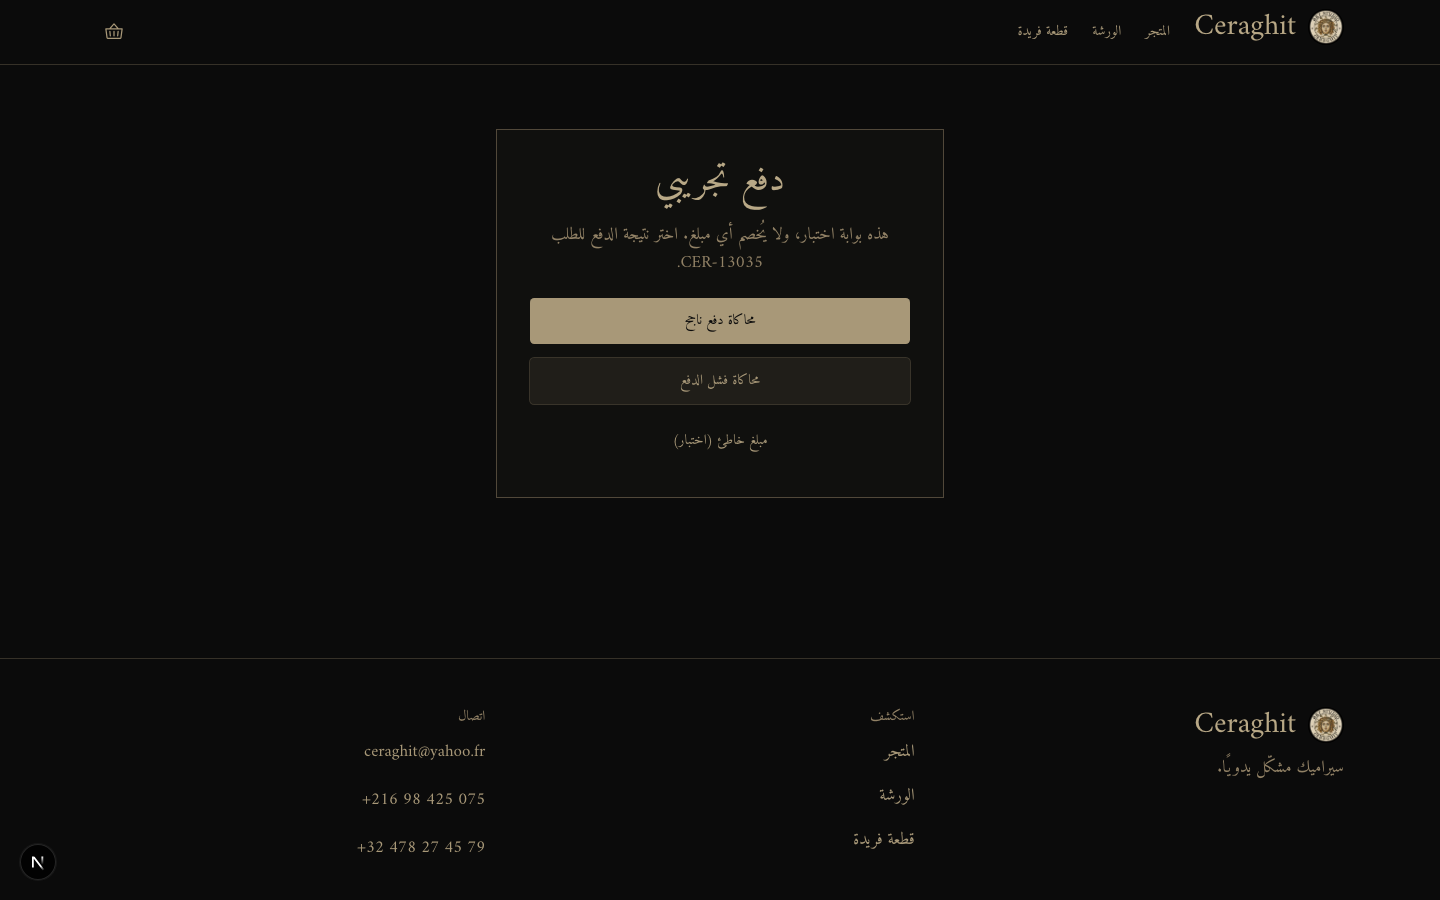 Ceraghit
المتجر
الورشة
قطعة فريدة
دفع تجريبي
هذه بوابة اختبار، ولا يُخصم أي مبلغ. اختر نتيجة الدفع للطلب
CER-13035.
محاكاة دفع ناجح
محاكاة فشل الدفع
مبلغ خاطئ (اختبار)
Ceraghit
سيراميك مشكّل يدويًا.
استكشف
المتجر
الورشة
قطعة فريدة
اتصال
ceraghit@yahoo.fr
+216 98 425 075
+32 478 27 45 79
N